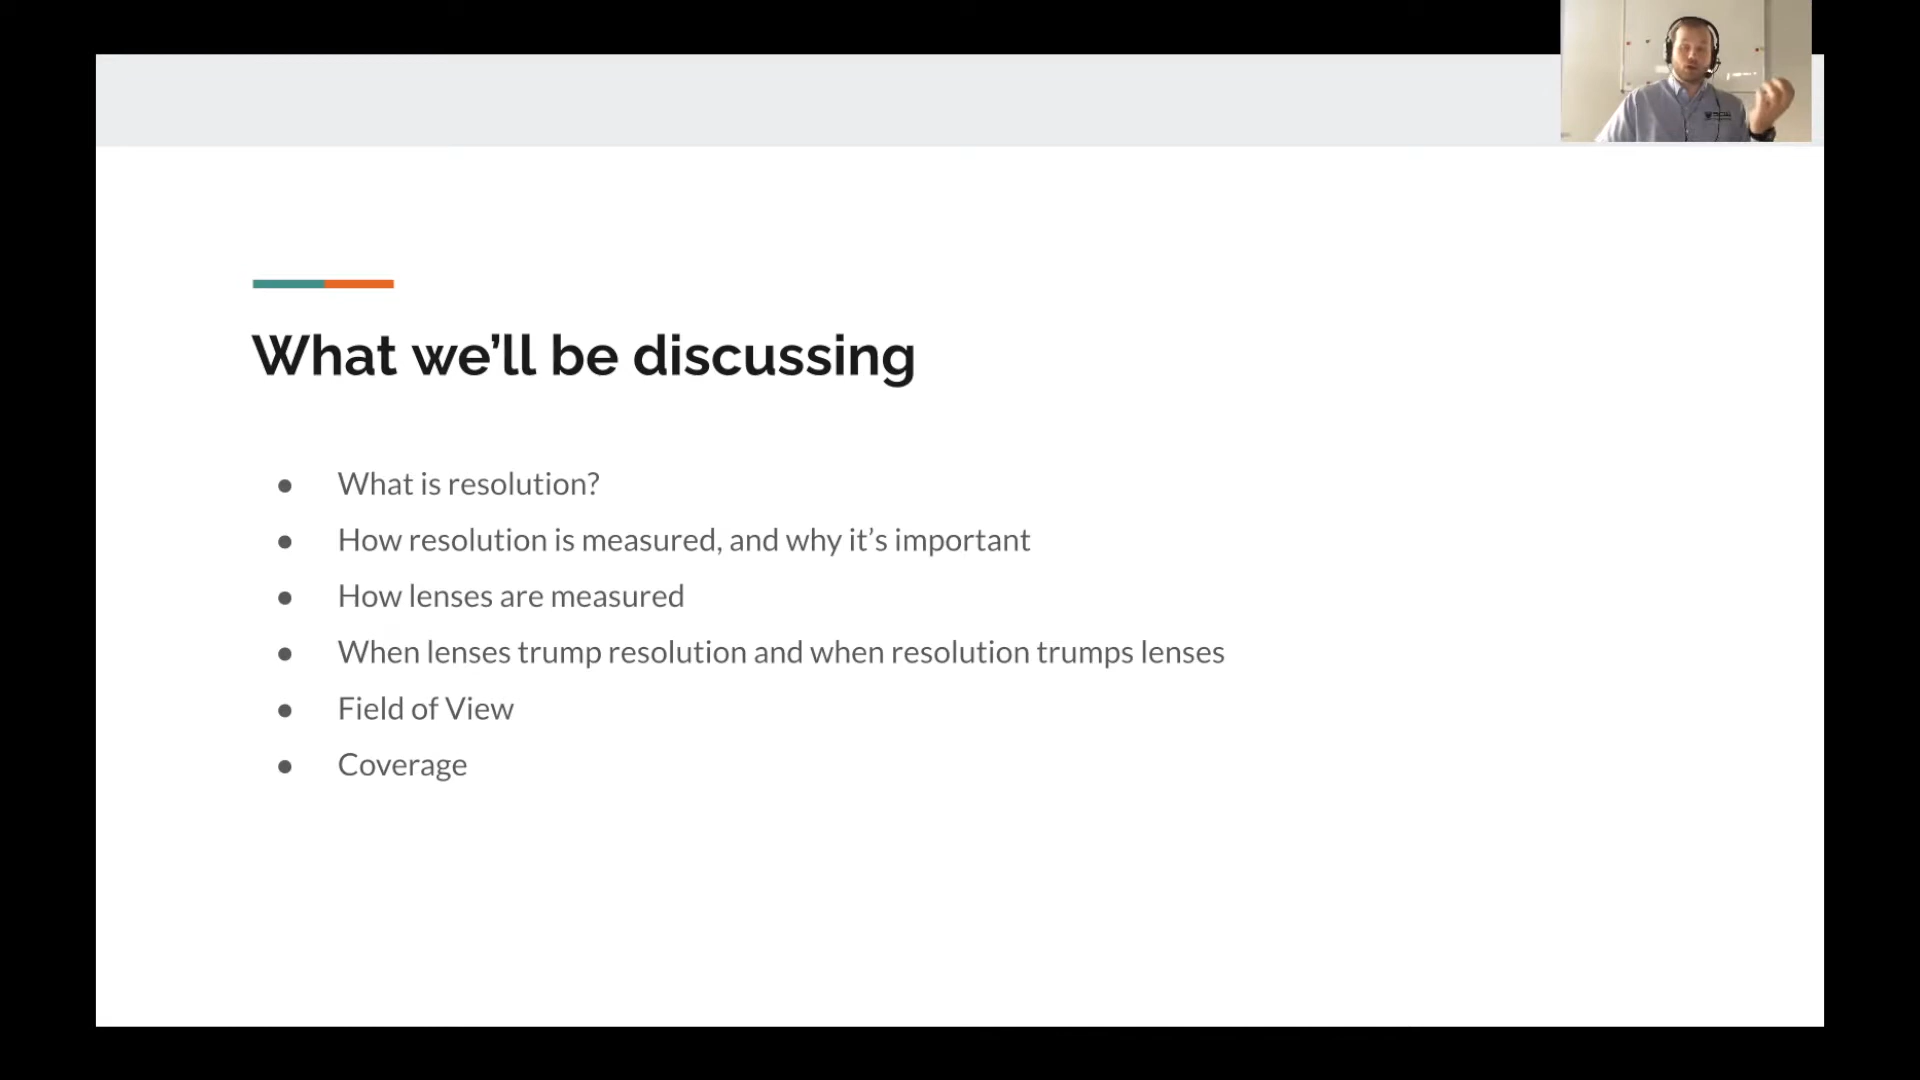 What we’ll be discussing
● What is resolution?
● How resolution is measured, and why it’s important
● How lenses are measured
● When lenses trump resolution and when resolution trumps lenses
● Field of View
● Coverage